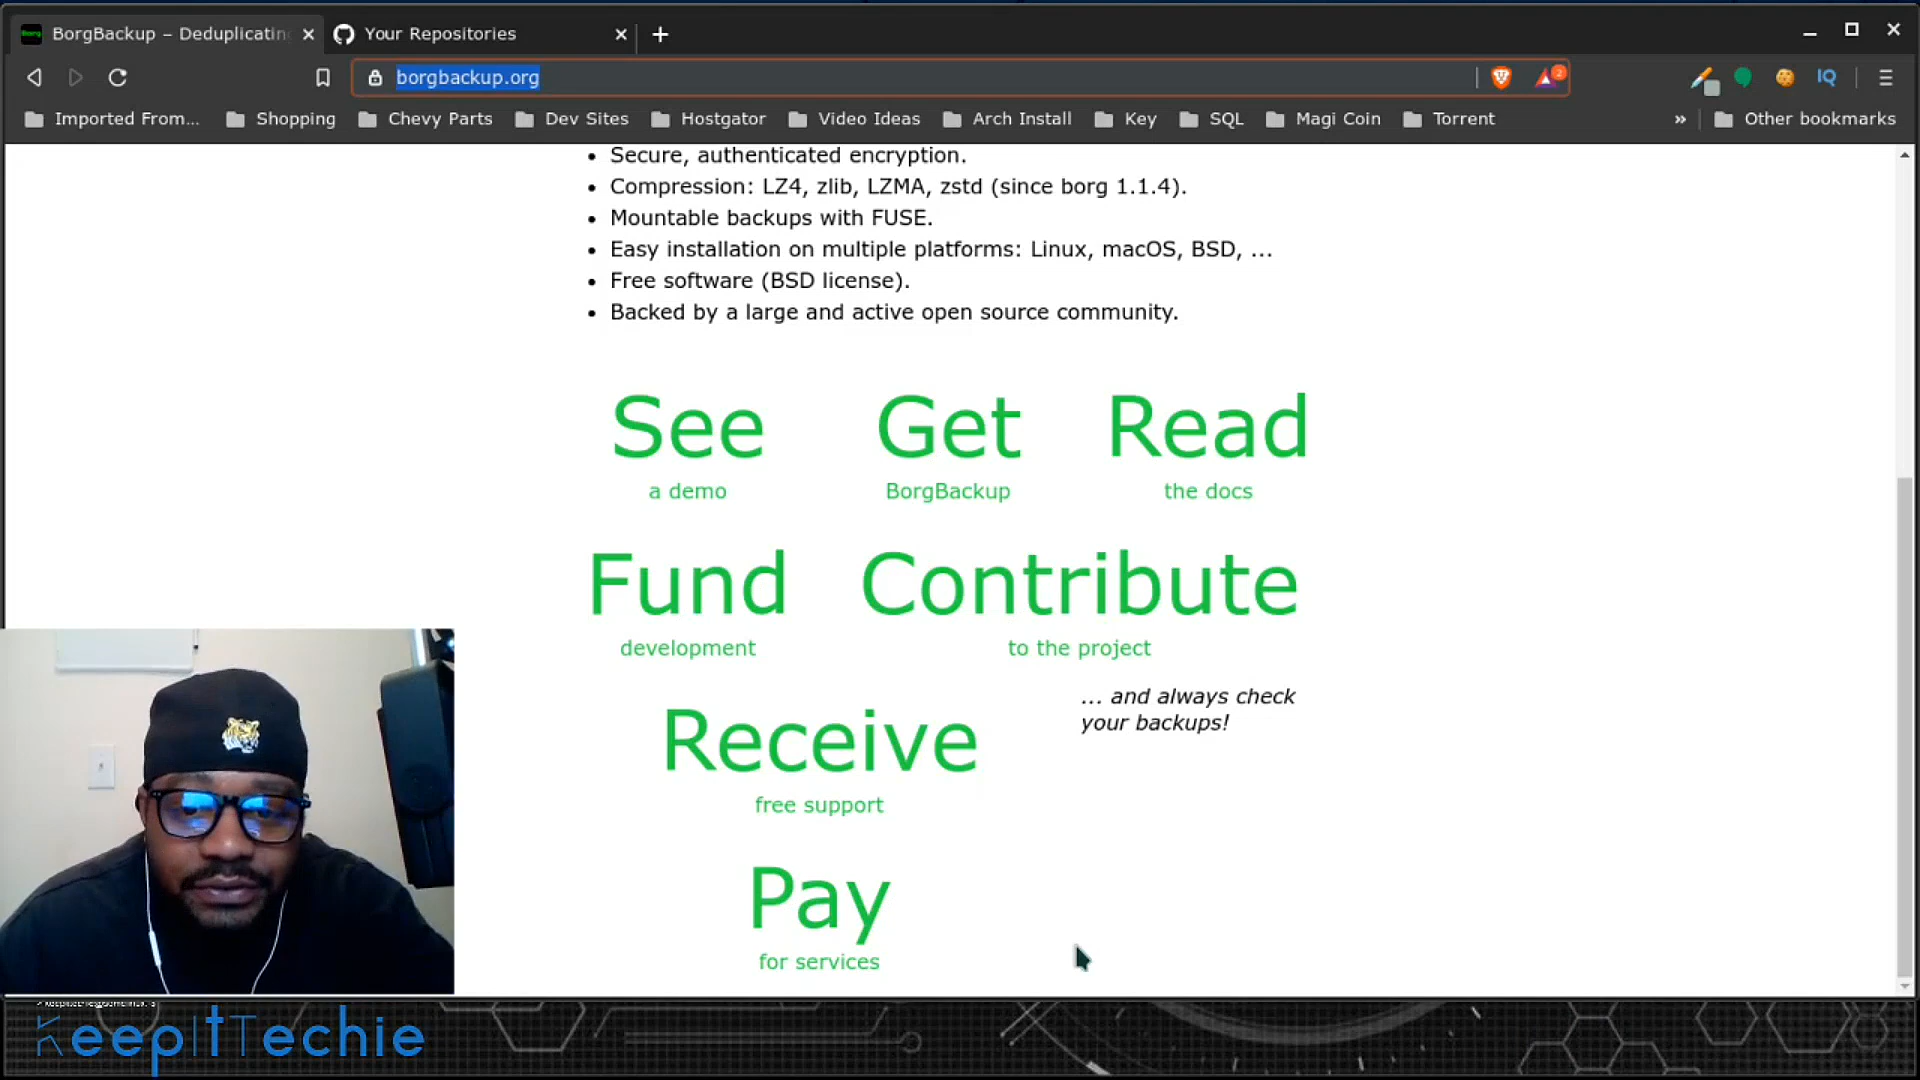 BorgBackup – Deduplicatin
Your Repositories
borgbackup.org
2
IQ
Imported From...
Shopping
Chevy Parts
Dev Sites
Hostgator
Video Ideas
Arch Install
Key
SQL
Magi Coin
Torrent
»
Other bookmarks
• Secure, authenticated encryption.
• Compression: LZ4, zlib, LZMA, zstd (since borg 1.1.4).
• Mountable backups with FUSE.
• Easy installation on multiple platforms: Linux, macOS, BSD, ...
• Free software (BSD license).
• Backed by a large and active open source community.
See
a demo
Get
BorgBackup
Read
the docs
Fund
development
Contribute
to the project
... and always check
your backups!
Receive
free support
Pay
for services
KeepItTechie